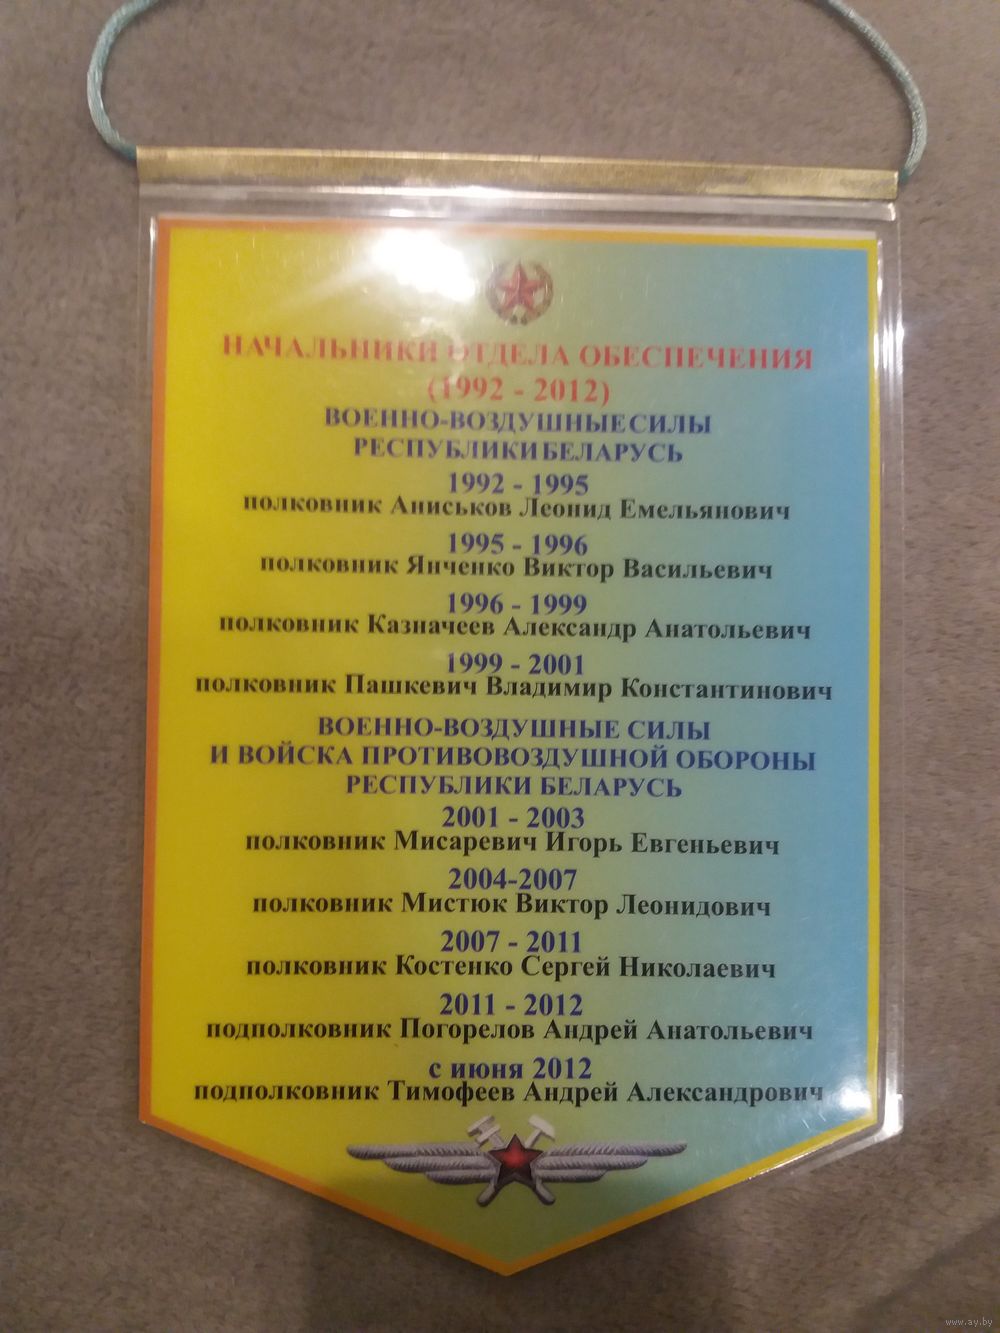 НАЧАЛЬНИКИ ОТДЕЛА ОБЕСПЕЧЕНИЯ
(1992 - 2012)
ВОЕННО-ВОЗДУШНЫЕ СИЛЫ
РЕСПУБЛИКИ БЕЛАРУСЬ
1992 - 1995
полковник Аниськов Леонид Емельянович
1995 - 1996
полковник Янченко Виктор Васильевич
1996 - 1999
полковник Казначеев Александр Анатольевич
1999 - 2001
полковник Пашкевич Владимир Константинович
ВОЕННО-ВОЗДУШНЫЕ СИЛЫ
И ВОЙСКА ПРОТИВОВОЗДУШНОЙ ОБОРОНЫ
РЕСПУБЛИКИ БЕЛАРУСЬ
2001 - 2003
полковник Мисаревич Игорь Евгеньевич
2004-2007
полковник Мистюк Виктор Леонидович
2007 - 2011
полковник Костенко Сергей Николаевич
2011 - 2012
подполковник Погорелов Андрей Анатольевич
с июня 2012
подполковник Тимофеев Андрей Александрович
www.ay.by